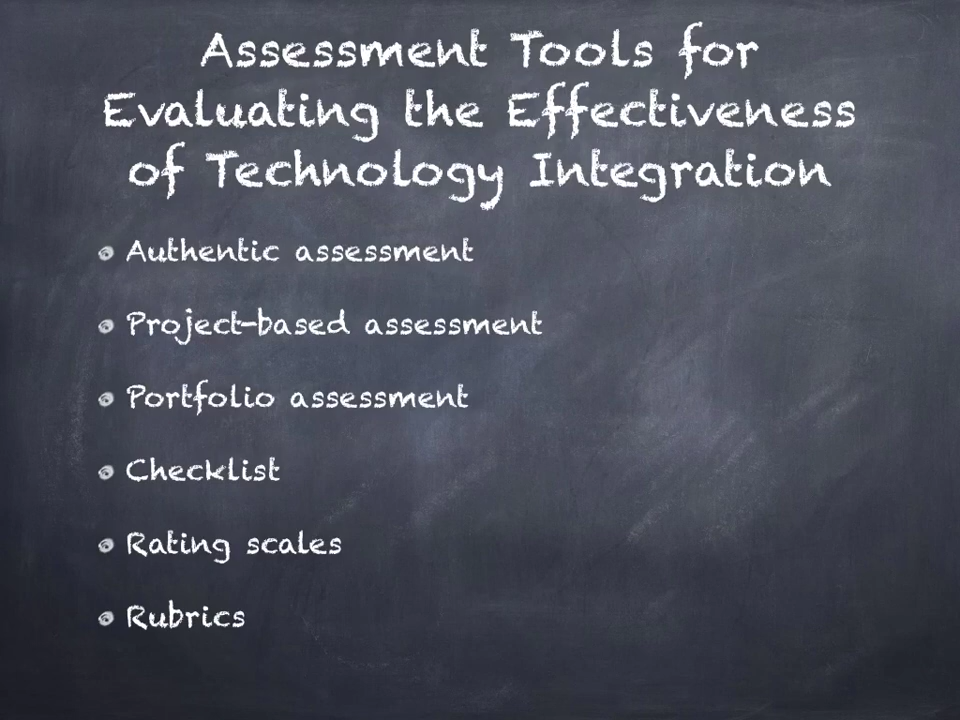 Assessment Tools for
Evaluating the Effectiveness
of Technology Integration
Authentic assessment
Project-based assessment
Portfolio assessment
Checklist
Rating scales
Rubrics